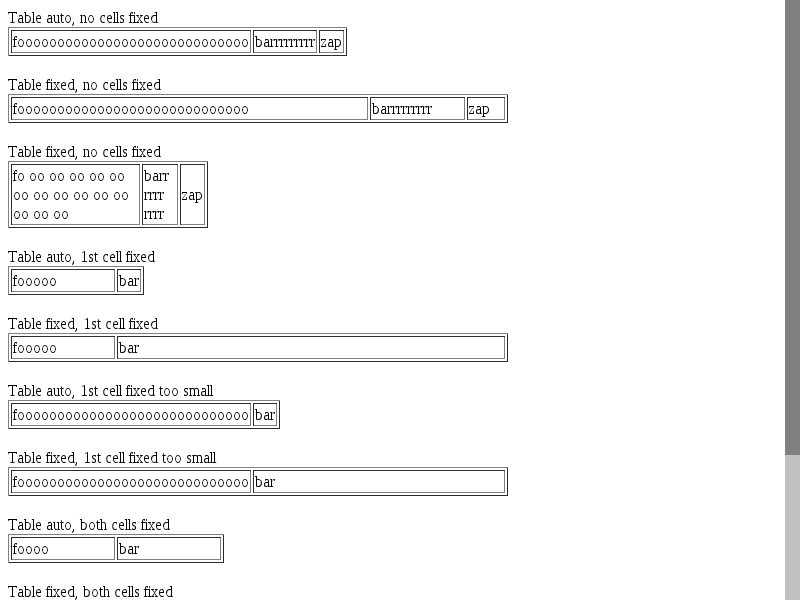 Table auto, no cells fixed
fooooooooooooooooooooooooooooo barrrrrrrrr zap
Table fixed, no cells fixed
fooooooooooooooooooooooooooooo barrrrrrrrr zap
Table fixed, no cells fixed
fo oo oo oo oo oo barr
oo oo oo oo oo oo rrrr zap
oo oo oo rrrr
Table auto, 1st cell fixed
fooooo bar
Table fixed, 1st cell fixed
fooooo bar
Table auto, 1st cell fixed too small
fooooooooooooooooooooooooooooo bar
Table fixed, 1st cell fixed too small
fooooooooooooooooooooooooooooo bar
Table auto, both cells fixed
foooo bar
Table fixed, both cells fixed